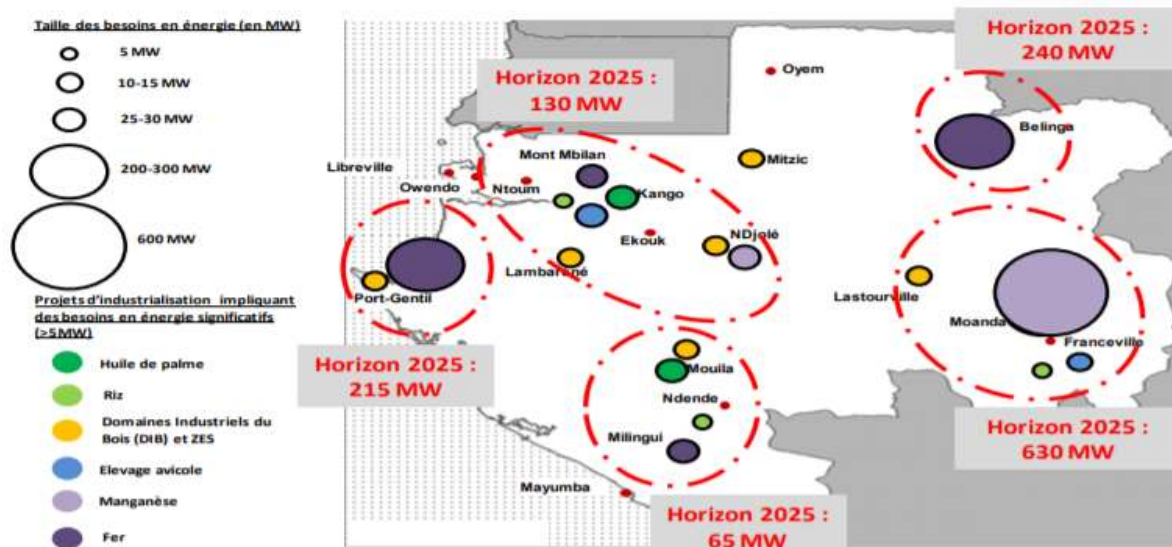 Taille des besoins en énergie (en MW)
5 MW
10-15 MW
25-30 MW
200-300 MW
600 MW
Projets d'industrialisation impliquant
des besoins en énergie significatifs
(>5MW)
Huile de palme
Riz
Domaines Industriels du
Bois (DIB) et ZES
Elevage avicole
Manganèse
Fer
Horizon 2025 :
240 MW
Horizon 2025 :
130 MW
Oyem
Belinga
Mitzic
Mont Mbilan
Libreville
Owendo
Ntoum
Kango
Ekouk
NDjolé
Lambaréné
Port-Gentil
Lastourville
Moanda
Franceville
Horizon 2025 :
215 MW
Mouila
Ndende
Milingui
Horizon 2025 :
630 MW
Mayumba
Horizon 2025 :
65 MW